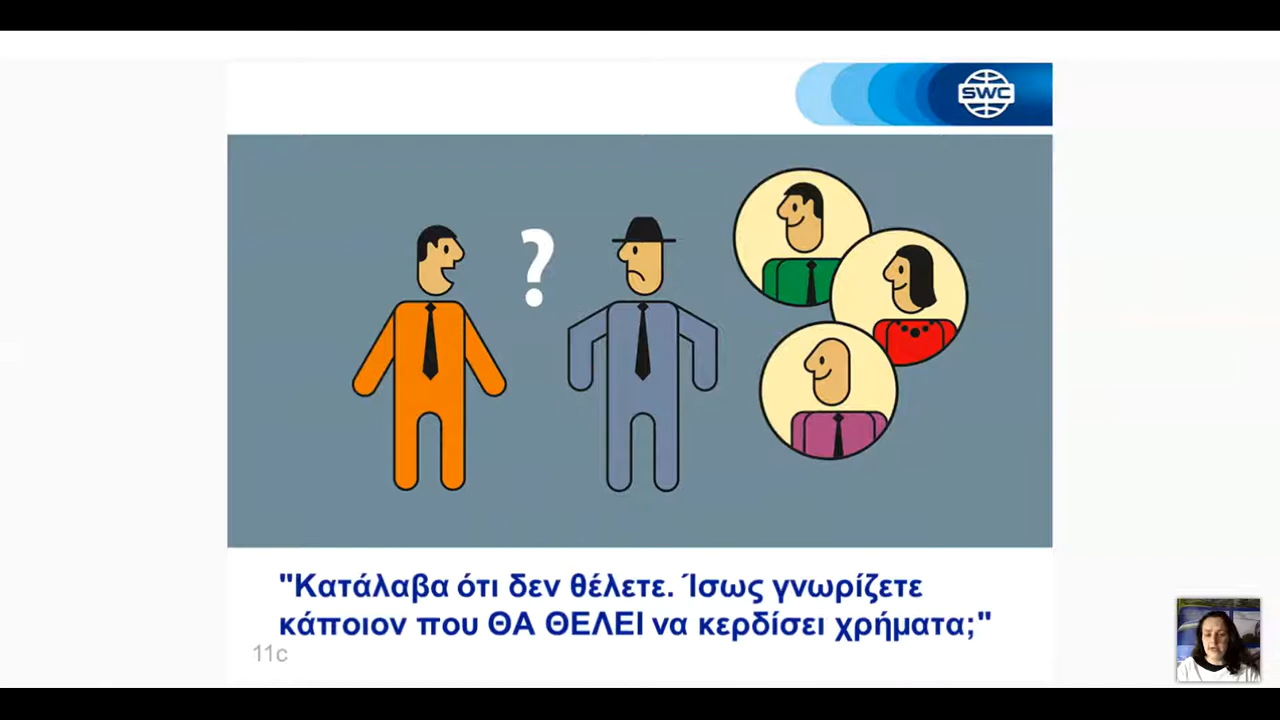 SWC
?
"Κατάλαβα ότι δεν θέλετε. Ίσως γνωρίζετε
κάποιον που ΘΑ ΘΕΛΕΙ να κερδίσει χρήματα;"
11c